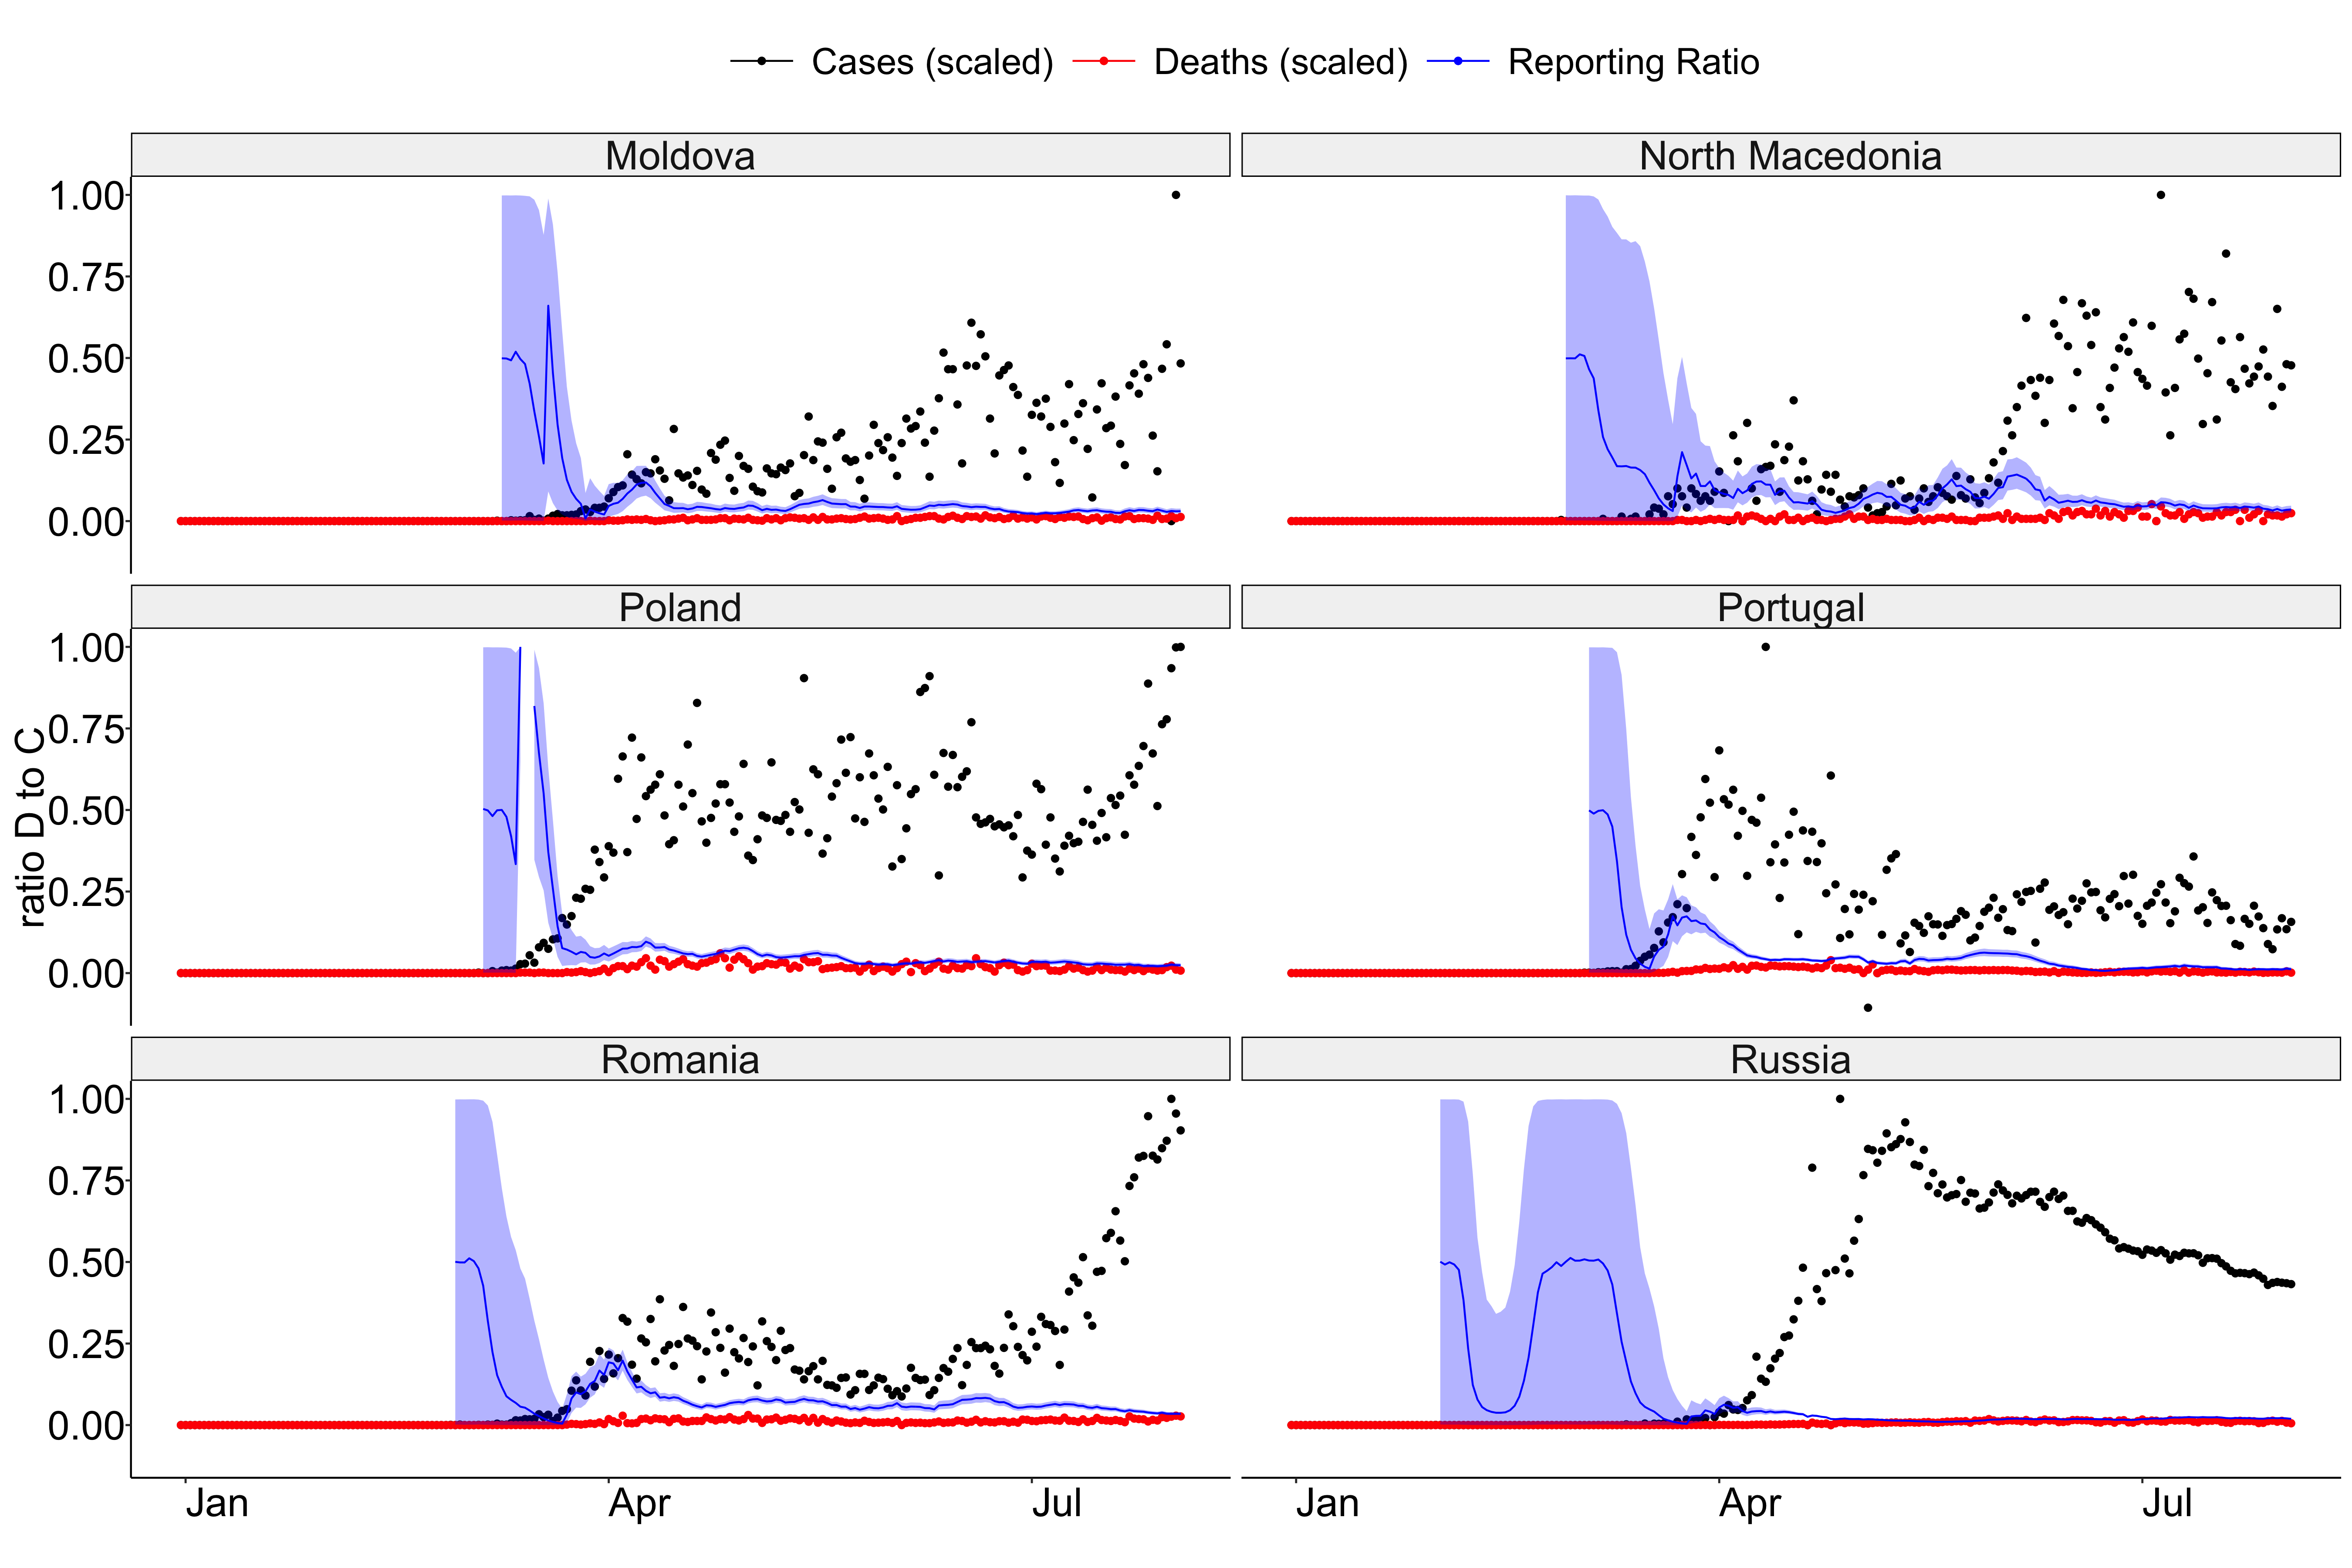 Cases (scaled) Deaths (scaled) Reporting Ratio
Moldova North Macedonia
1.00
0.75
0.50
0.25
0.00
Poland Portugal
1.00
0.75
0.50
0.25
0.00
ratio D to C
Romania Russia
1.00
0.75
0.50
0.25
0.00
Jan Apr Jul Jan Apr Jul